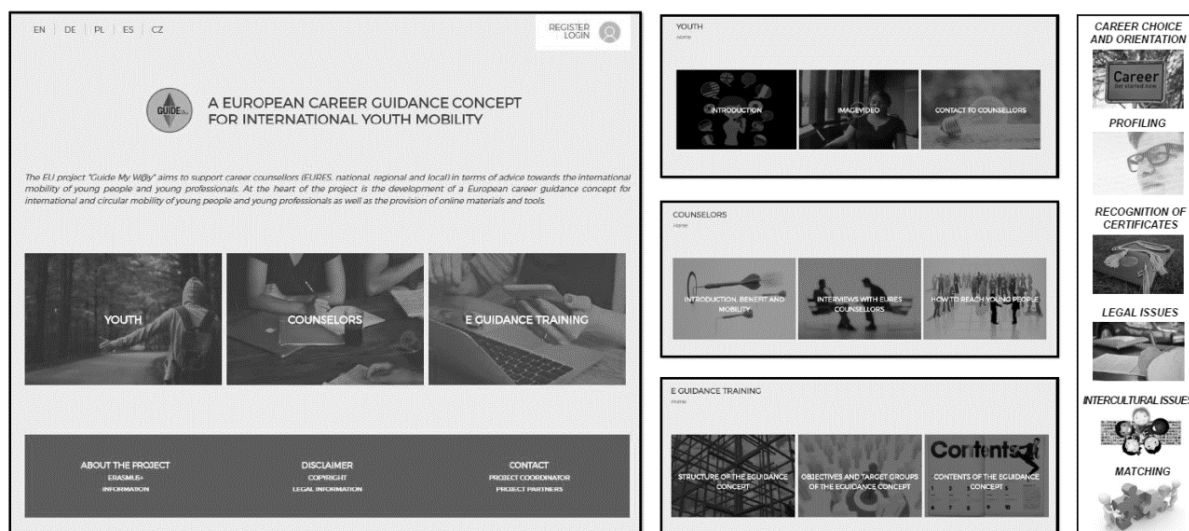 EN DE PL ES CZ
REGISTER
LOGIN
GUIDE
A EUROPEAN CAREER GUIDANCE CONCEPT
FOR INTERNATIONAL YOUTH MOBILITY
The EU project "Guide My W@y" aims to support career counsellors (EURES, national, regional and local) in terms of advice towards the international
mobility of young people and young professionals. At the heart of the project is the development of a European career guidance concept for
international and circular mobility of young people and young professionals as well as the provision of online materials and tools.
YOUTH
COUNSELORS
E GUIDANCE TRAINING
ABOUT THE PROJECT
ERASMUS+
INFORMATION
DISCLAIMER
COPYRIGHT
LEGAL INFORMATION
CONTACT
PROJECT COORDINATOR
PROJECT PARTNERS
YOUTH
Home
INTRODUCTION
IMAGEVIDEO
CONTACT TO COUNSELLORS
COUNSELORS
Home
INTRODUCTION, BENEFIT AND
MOBILITY
INTERVIEWS WITH EURES
COUNSELLORS
HOW TO REACH YOUNG PEOPLE
E GUIDANCE TRAINING
Home
STRUCTURE OF THE EGUIDANCE
CONCEPT
OBJECTIVES AND TARGET GROUPS
OF THE EGUIDANCE CONCEPT
Contents
CONTENTS OF THE EGUIDANCE
CONCEPT
CAREER CHOICE
AND ORIENTATION
Career
Get started now
PROFILING
RECOGNITION OF
CERTIFICATES
LEGAL ISSUES
INTERCULTURAL ISSUES
MATCHING